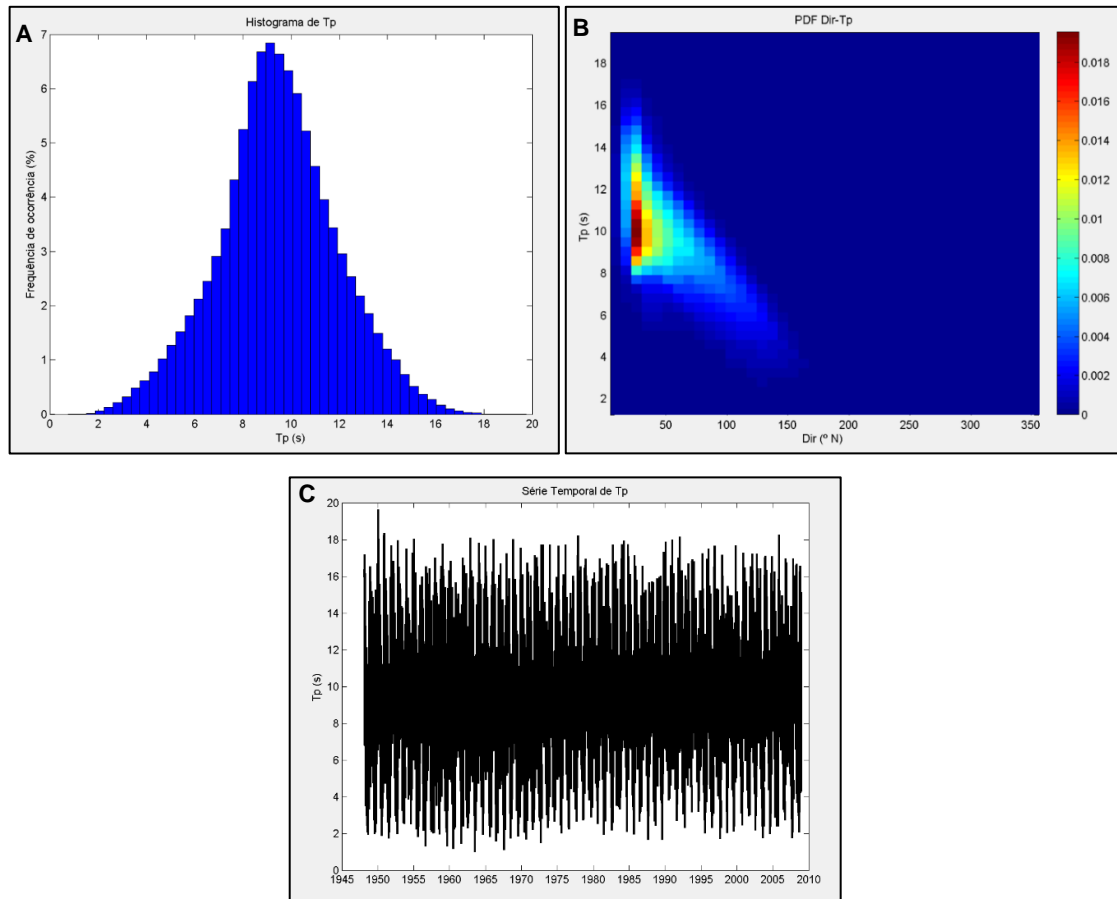 A
Histograma de Tp
Frequência de ocorrência (%)
7
6
5
4
3
2
1
0
0 2 4 6 8 10 12 14 16 18 20
Tp (s)
B
PDF Dir-Tp
Tp (s)
18
16
14
12
10
8
6
4
2
50 100 150 200 250 300 350
Dir (º N)
0.018
0.016
0.014
0.012
0.010
0.008
0.006
0.004
0.002
0
C
Série Temporal de Tp
Tp (s)
20
18
16
14
12
10
8
6
4
2
0
1945 1950 1955 1960 1965 1970 1975 1980 1985 1990 1995 2000 2005 2010